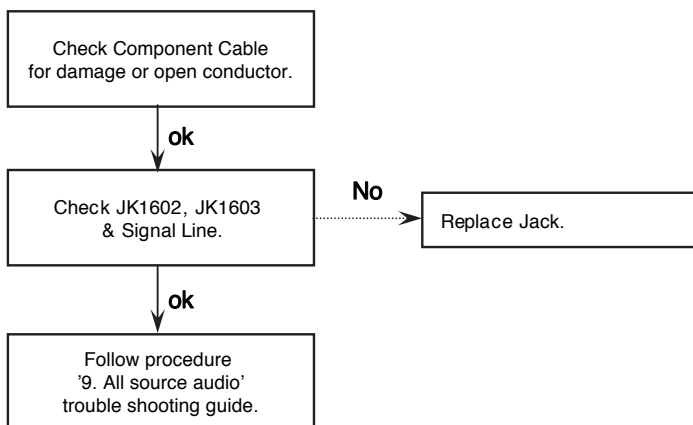 Check Component Cable
for damage or open conductor.
ok
Check JK1602, JK1603
& Signal Line.
No
Replace Jack.
ok
Follow procedure
'9. All source audio'
trouble shooting guide.